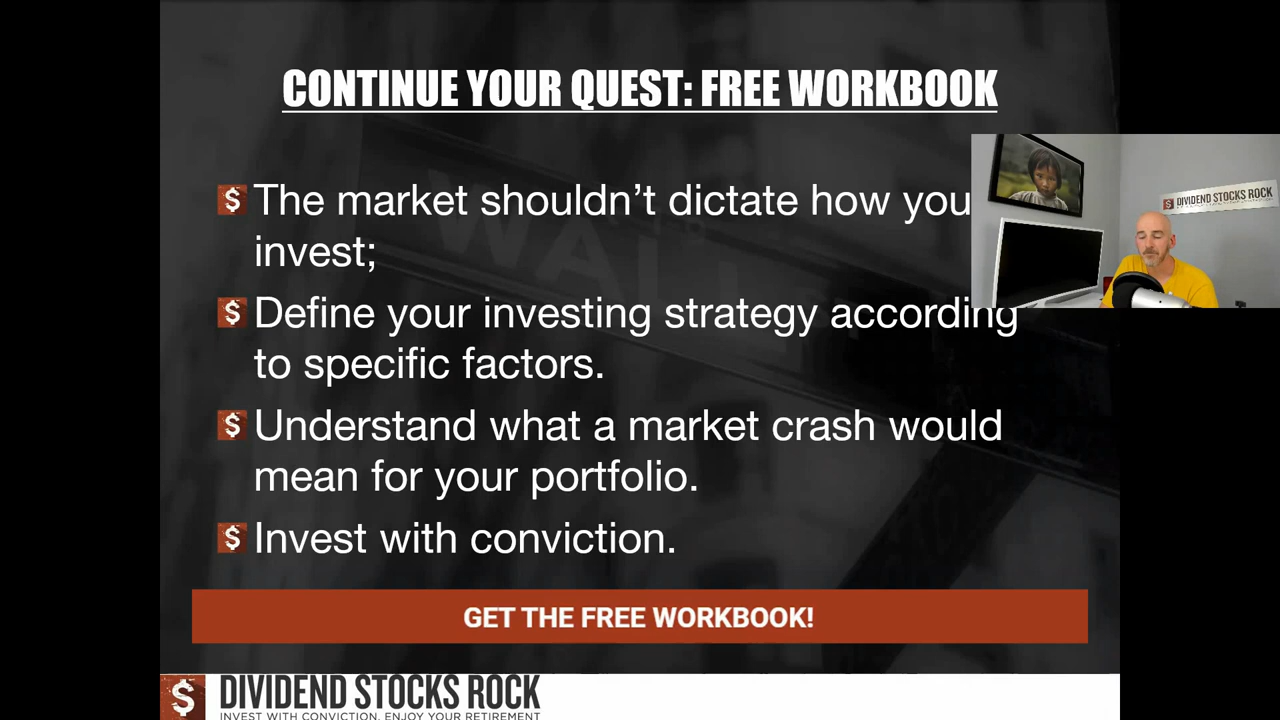 CONTINUE YOUR QUEST: FREE WORKBOOK
The market shouldn't dictate how you
invest;
Define your investing strategy according
to specific factors.
Understand what a market crash would
mean for your portfolio.
Invest with conviction.
GET THE FREE WORKBOOK!
DIVIDEND STOCKS ROCK
INVEST WITH CONVICTION. ENJOY YOUR RETIREMENT
DIVIDEND STOCKS ROCK
WALL